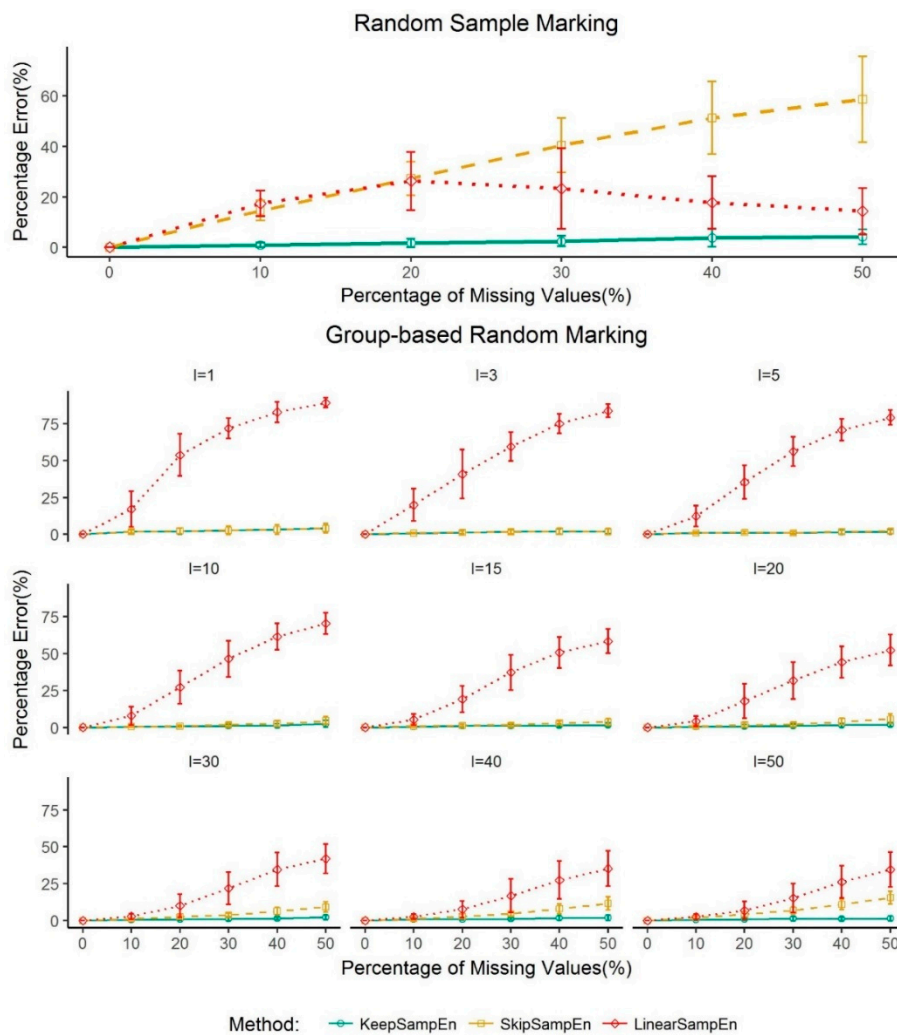 Random Sample Marking
Percentage Error(%)
60
40
20
0
0 10 20 30 40 50
Percentage of Missing Values(%)
Group-based Random Marking
l=1 l=3 l=5
75
50
25
0
l=10 l=15 l=20
Percentage Error(%)
75
50
25
0
l=30 l=40 l=50
75
50
25
0
0 10 20 30 40 50 0 10 20 30 40 50 0 10 20 30 40 50
Percentage of Missing Values(%)
Method: KeepSampEn SkipSampEn LinearSampEn